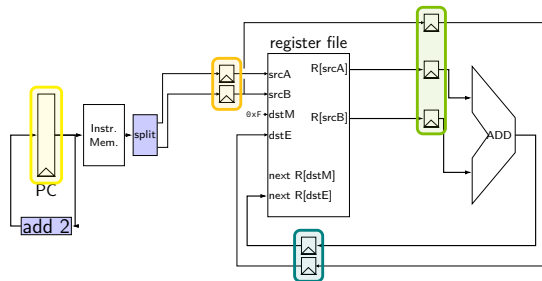 register file
srcA
R[srcA]
srcB
Instr.
Mem.
split
0xF
dstM
R[srcB]
dstE
ADD
PC
next R[dstM]
next R[dstE]
add 2